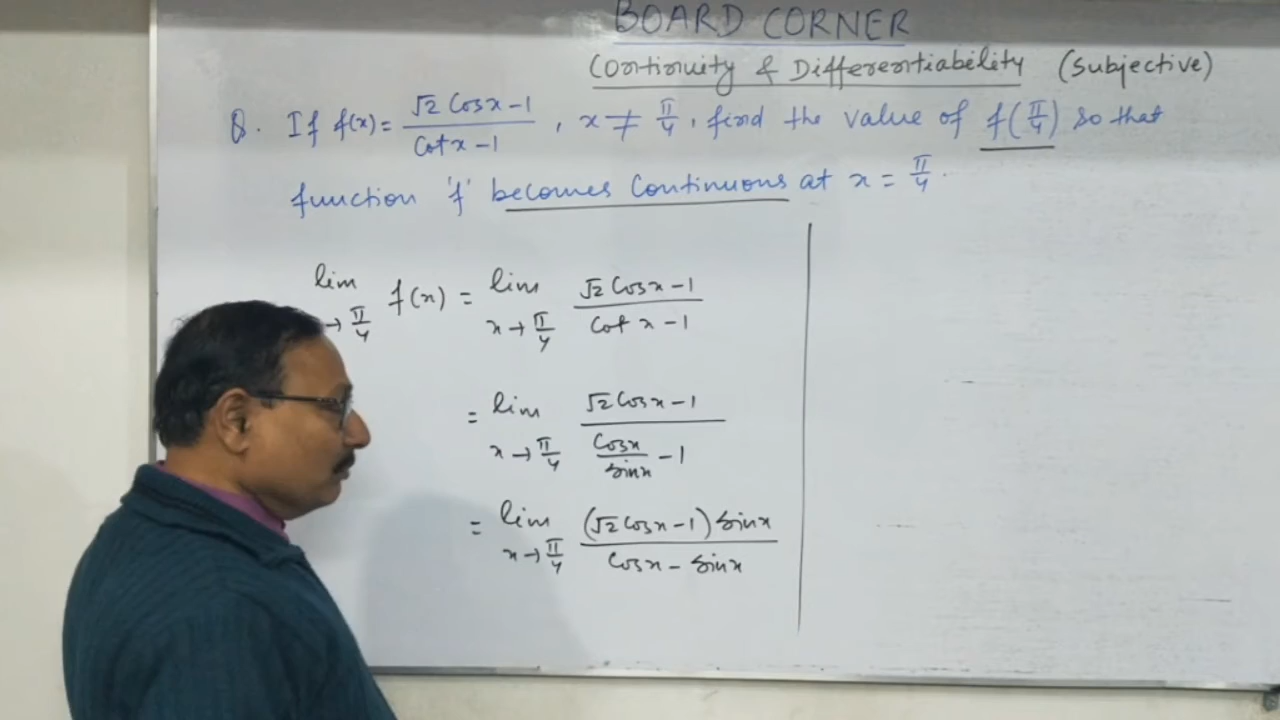 BOARD CORNER
Continuity & Differentiability (Subjective)
Q. If f(x) = (√2 Cosx - 1)/(Cotx - 1), x ≠ π/4, find the value of f(π/4) so that
function 'f' becomes Continuous at x = π/4.
lim → π/4 f(x) = lim x→π/4 (√2 Cosx - 1)/(Cot x - 1)
= lim x→π/4 (√2 Cosx - 1)/(Cosx/sinx - 1)
= lim x→π/4 (√2 Cosx - 1) Sinx/(Cosx - Sinx)